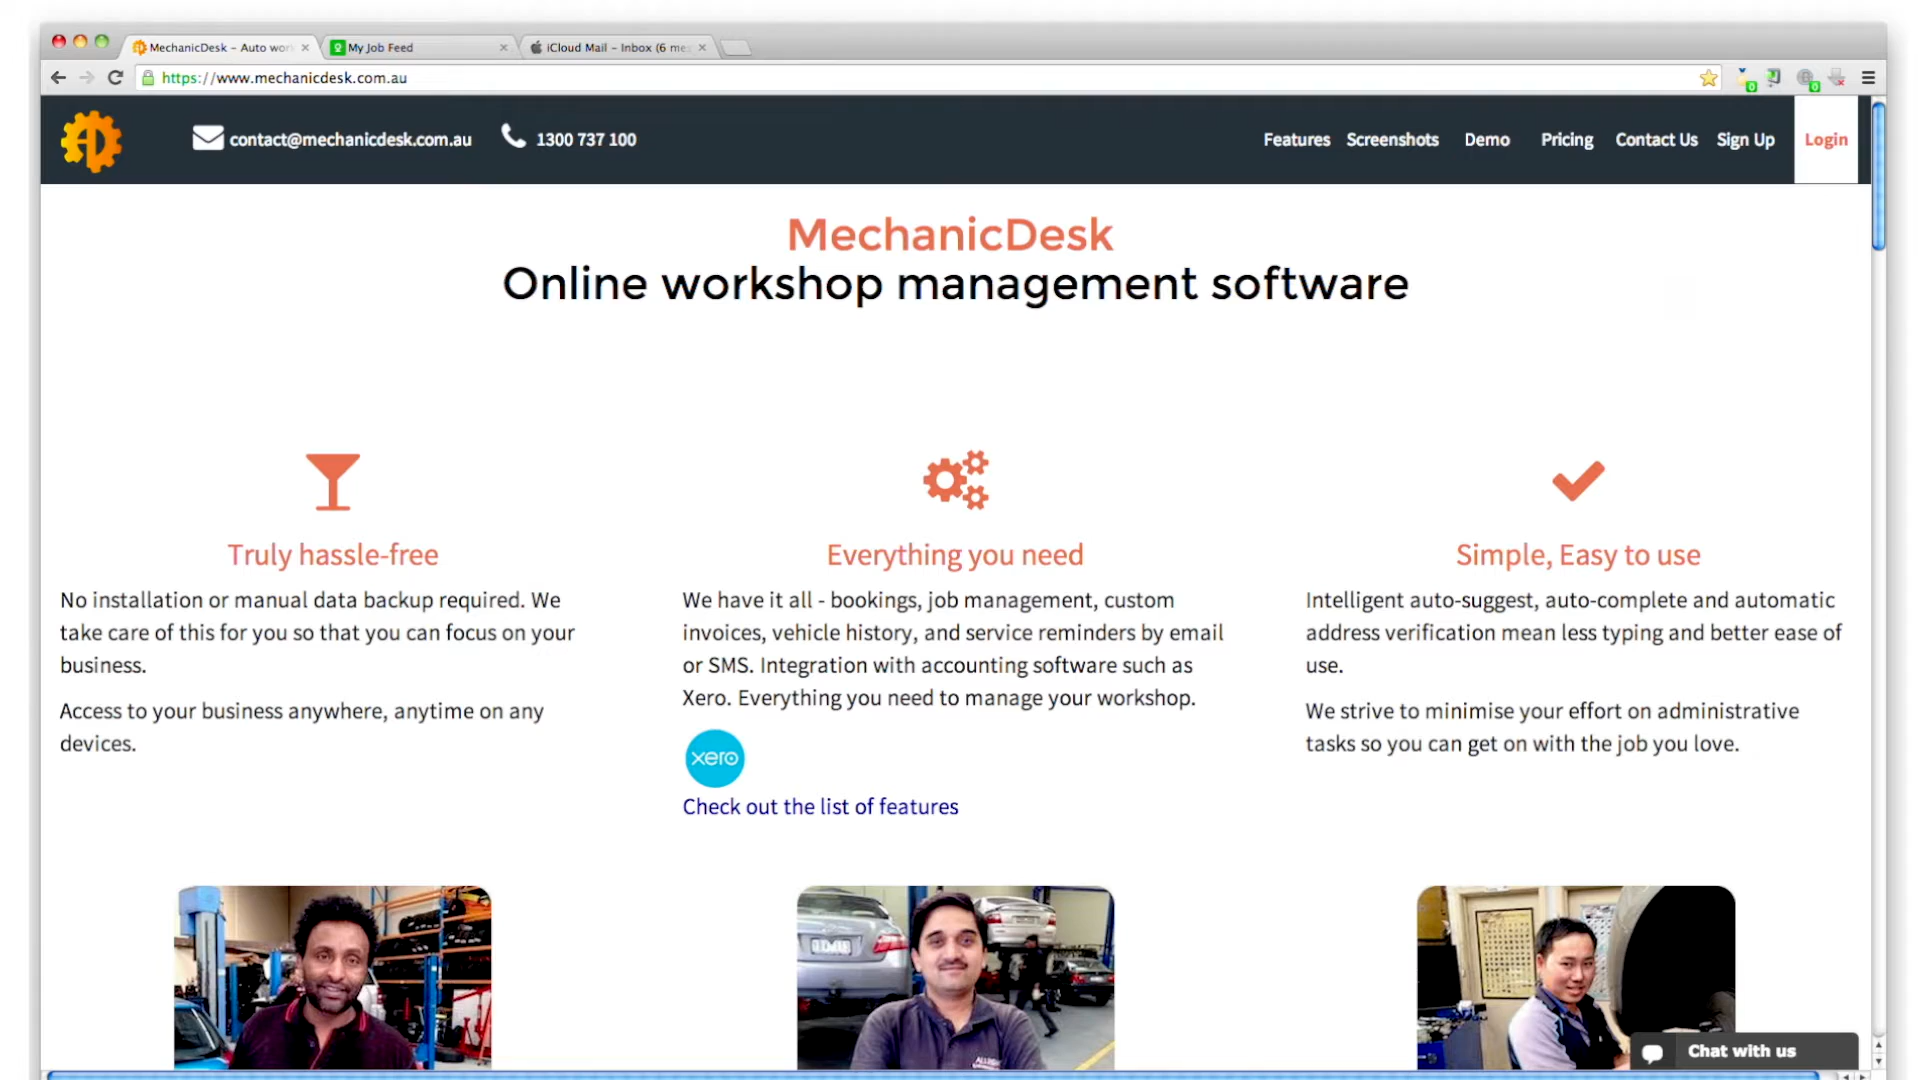 MechanicDesk – Auto wor
My Job Feed
iCloud Mail – Inbox (6 me
https://www.mechanicdesk.com.au
contact@mechanicdesk.com.au
1300 737 100
Features
Screenshots
Demo
Pricing
Contact Us
Sign Up
Login
MechanicDesk
Online workshop management software
Truly hassle-free
No installation or manual data backup required. We
take care of this for you so that you can focus on your
business.
Access to your business anywhere, anytime on any
devices.
Everything you need
We have it all - bookings, job management, custom
invoices, vehicle history, and service reminders by email
or SMS. Integration with accounting software such as
Xero. Everything you need to manage your workshop.
xero
Check out the list of features
Simple, Easy to use
Intelligent auto-suggest, auto-complete and automatic
address verification mean less typing and better ease of
use.
We strive to minimise your effort on administrative
tasks so you can get on with the job you love.
Chat with us